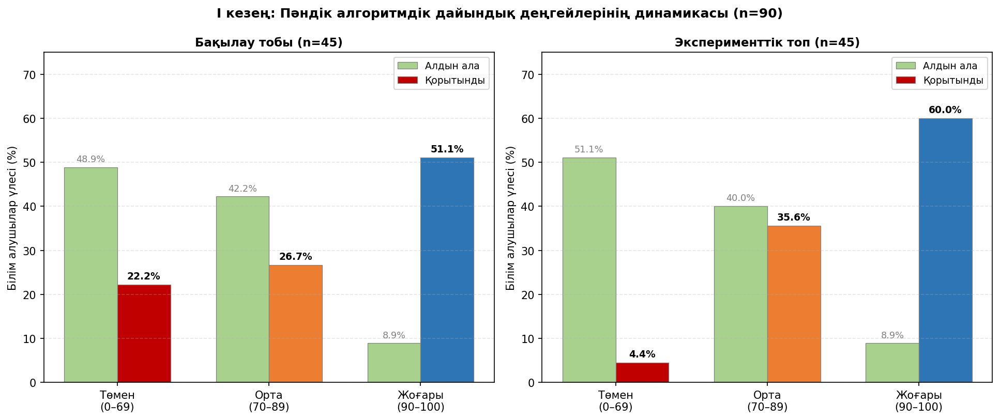 І кезең: Пәндік алгоритмдік дайындық деңгейлерінің динамикасы (n=90)
Бақылау тобы (n=45)
Алдын ала
Қорытынды
Білім алушылар үлесі (%)
70
60
50
40
30
20
10
0
48.9%
22.2%
42.2%
26.7%
8.9%
51.1%
Төмен
(0–69)
Орта
(70–89)
Жоғары
(90–100)
Эксперименттік топ (n=45)
Алдын ала
Қорытынды
Білім алушылар үлесі (%)
70
60
50
40
30
20
10
0
51.1%
4.4%
40.0%
35.6%
8.9%
60.0%
Төмен
(0–69)
Орта
(70–89)
Жоғары
(90–100)